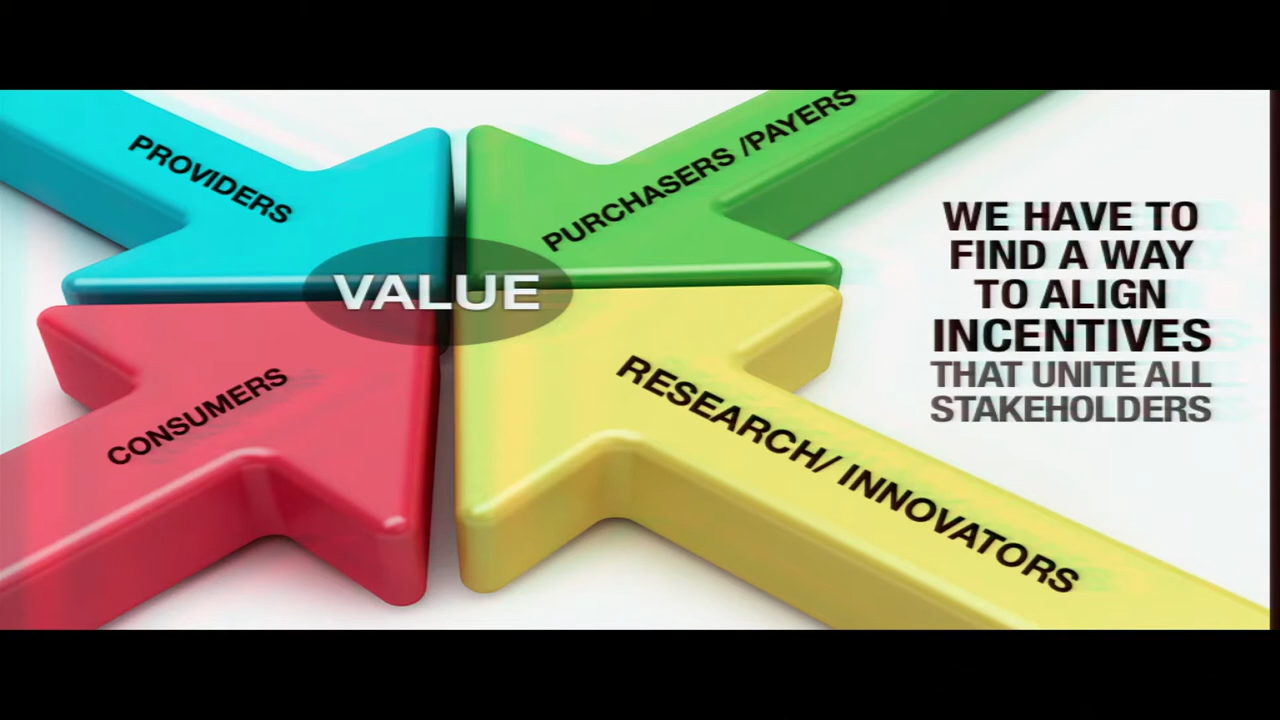 PROVIDERS
PURCHASERS /PAYERS
VALUE
CONSUMERS
RESEARCH/ INNOVATORS
WE HAVE TO
FIND A WAY
TO ALIGN
INCENTIVES
THAT UNITE ALL
STAKEHOLDERS